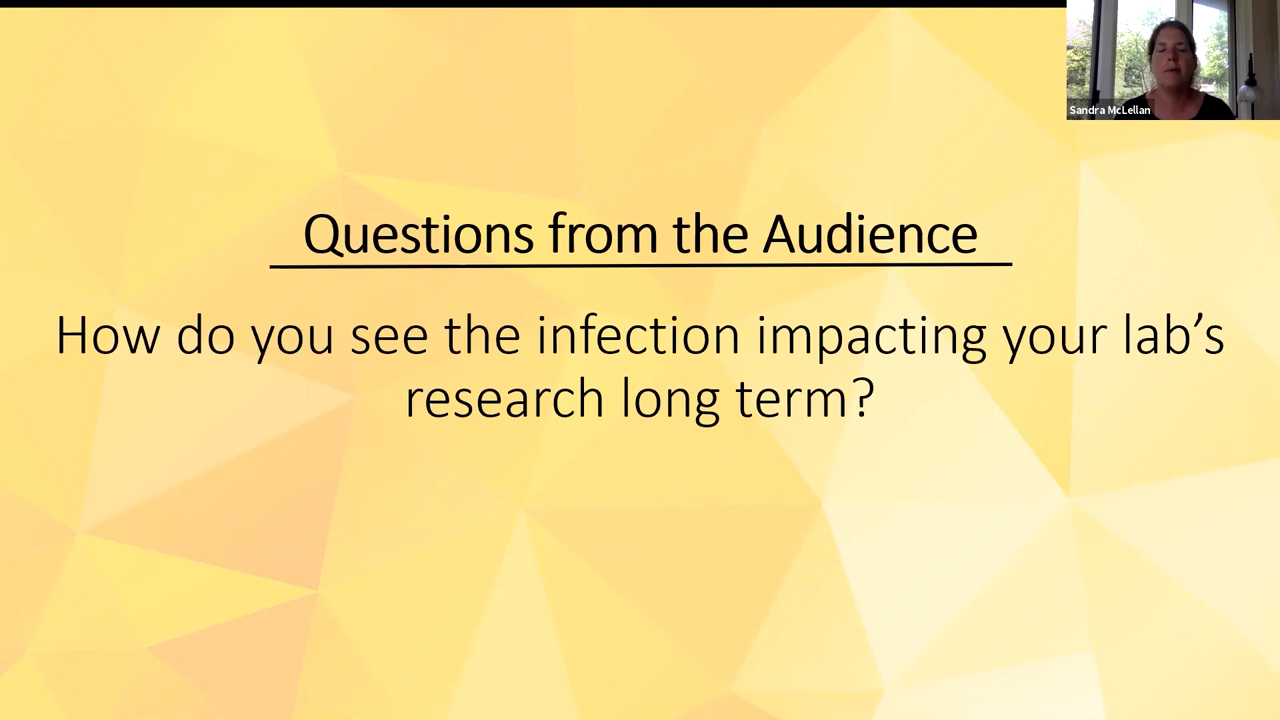 Sandra McLellan
Questions from the Audience
How do you see the infection impacting your lab’s
research long term?